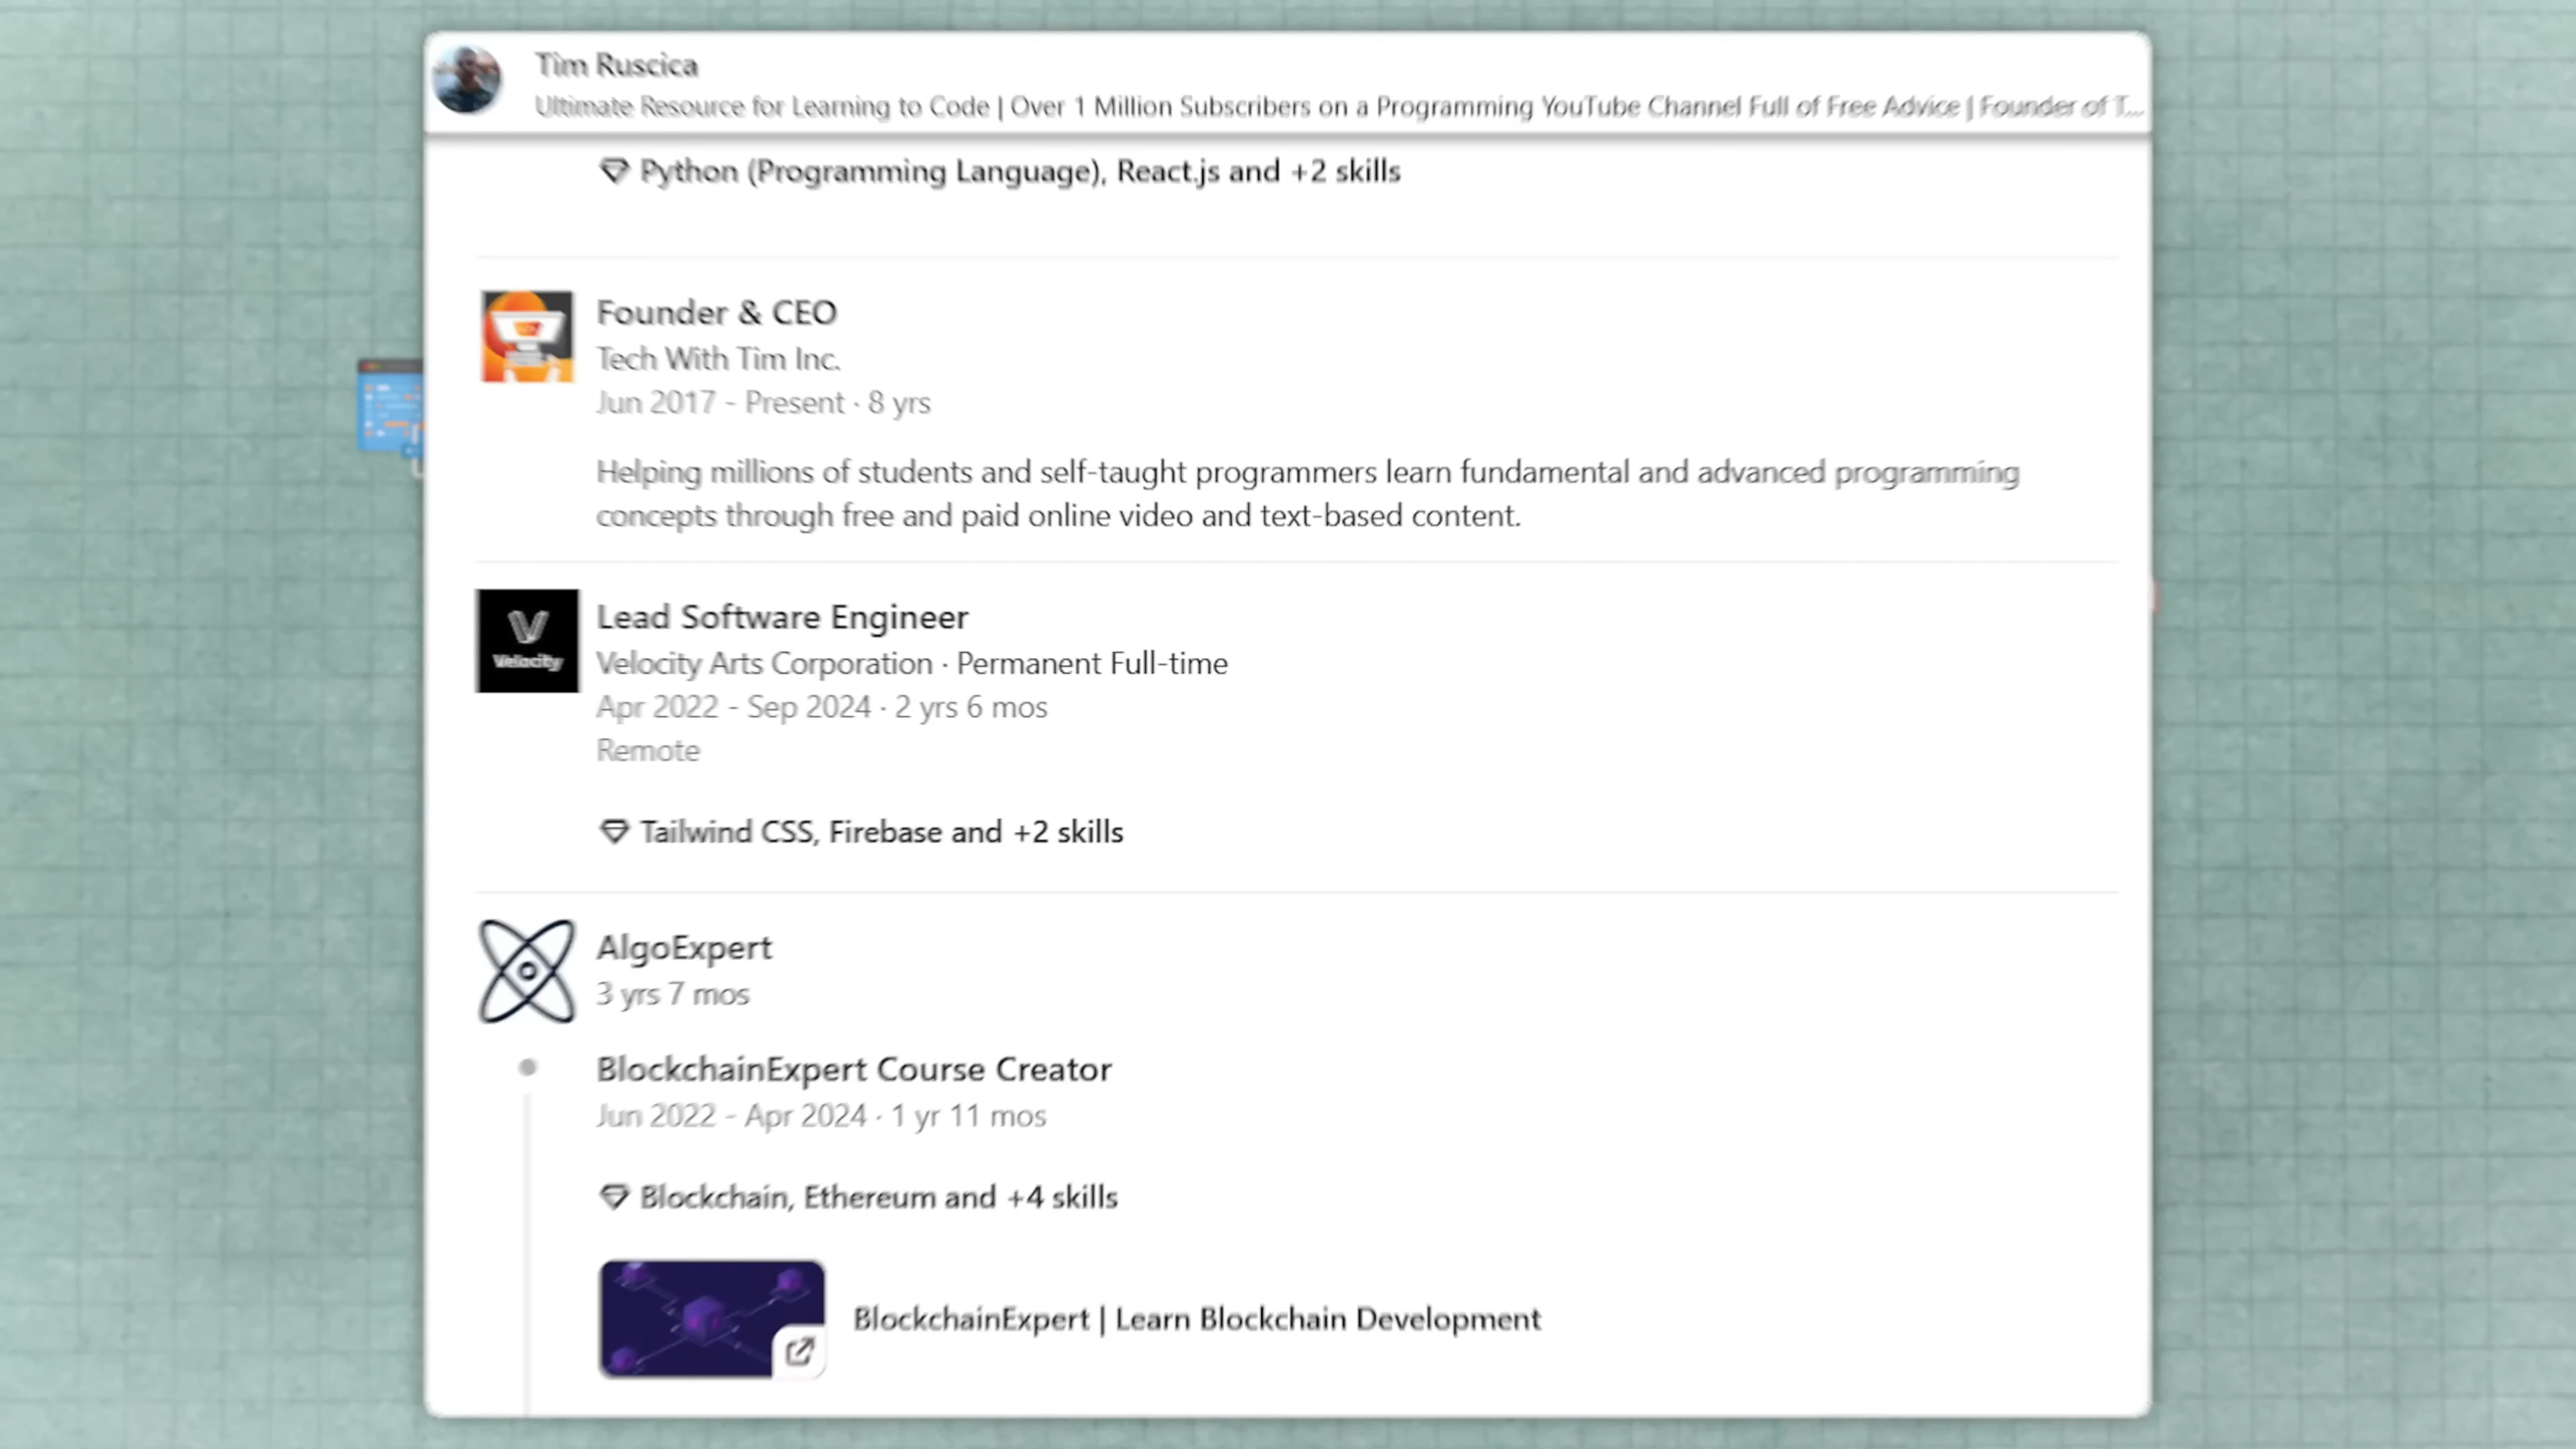 Tim Ruscica
Ultimate Resource for Learning to Code | Over 1 Million Subscribers on a Programming YouTube Channel Full of Free Advice | Founder of T...
Python (Programming Language), React.js and +2 skills
Founder & CEO
Tech With Tim Inc.
Jun 2017 - Present · 8 yrs
Helping millions of students and self-taught programmers learn fundamental and advanced programming
concepts through free and paid online video and text-based content.
Velocity
Lead Software Engineer
Velocity Arts Corporation · Permanent Full-time
Apr 2022 - Sep 2024 · 2 yrs 6 mos
Remote
Tailwind CSS, Firebase and +2 skills
AlgoExpert
3 yrs 7 mos
BlockchainExpert Course Creator
Jun 2022 - Apr 2024 · 1 yr 11 mos
Blockchain, Ethereum and +4 skills
BlockchainExpert | Learn Blockchain Development